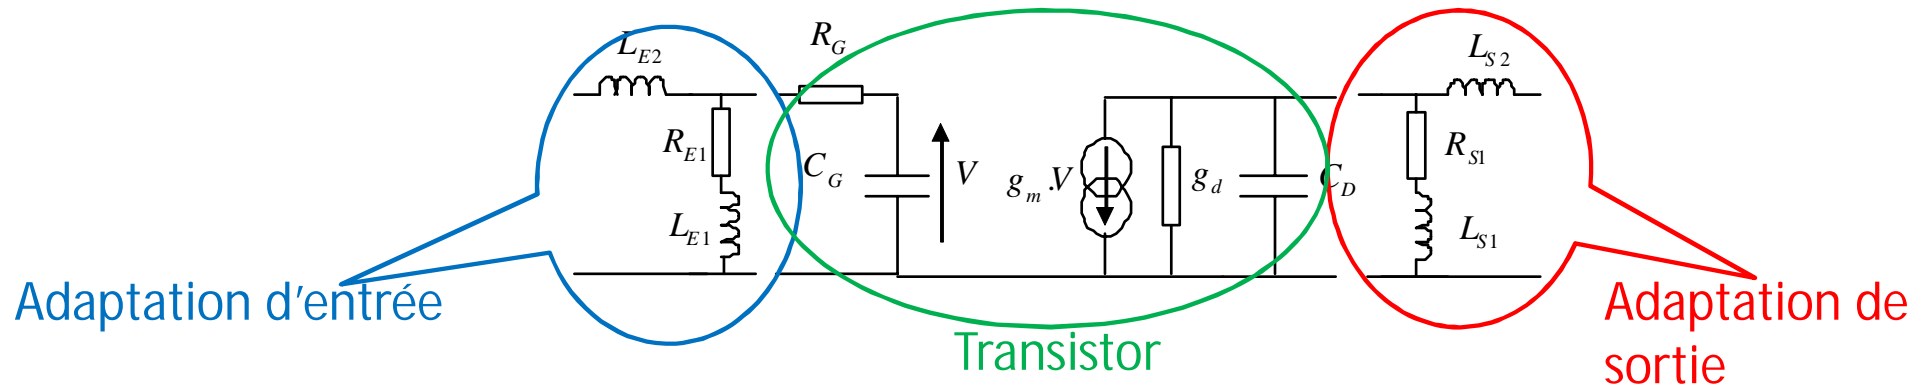 L_E2
R_G
L_S2
R_E1
C_G
V
g_m.V
g_d
C_D
R_S1
L_E1
L_S1
Adaptation d'entrée
Transistor
Adaptation de
sortie